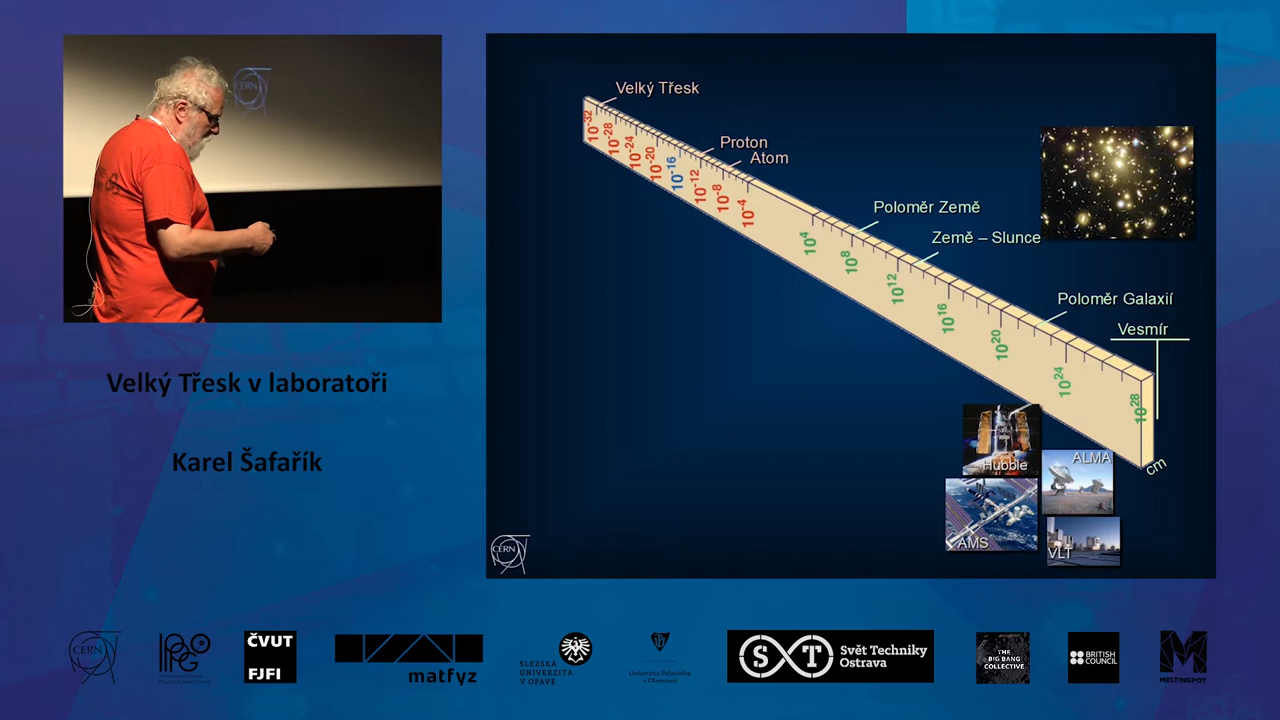 CERN
Velký Třesk
Proton
Atom
Poloměr Země
Země – Slunce
Poloměr Galaxií
Vesmír
10-32
10-28
10-24
10-20
10-16
10-12
10-8
10-4
104
108
1012
1016
1020
1024
1028
cm
Hubble
ALMA
AMS
VLT
CERN
Velký Třesk v laboratoři
Karel Šafařík
CERN
IPPOG
ČVUT
FJFI
matfyz
SLEZSKÁ
UNIVERZITA
V OPAVĚ
Univerzita Palackého
v Olomouci
S T
Svět Techniky
Ostrava
THE
BIG BANG
COLLECTIVE
BRITISH
COUNCIL
MELTINGPOT